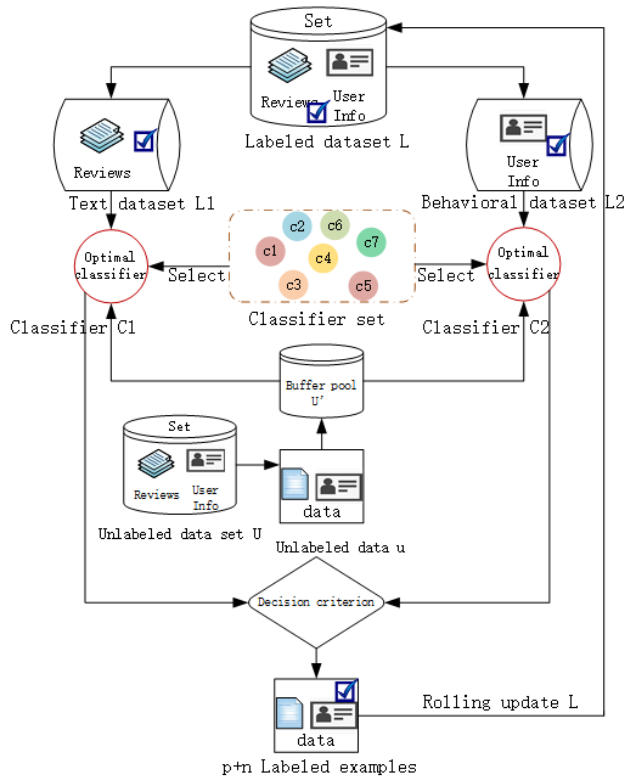 Set
Reviews
User
Info
Labeled dataset L
Reviews
Text dataset L1
User
Info
Behavioral dataset L2
Optimal
classifier
Classifier C1
Select
c1
c2
c6
c7
c4
c3
c5
Classifier set
Select
Optimal
classifier
Classifier C2
Buffer pool
U'
Set
Reviews
User
Info
Unlabeled data set U
data
Unlabeled data u
Decision criterion
data
p+n Labeled examples
Rolling update L